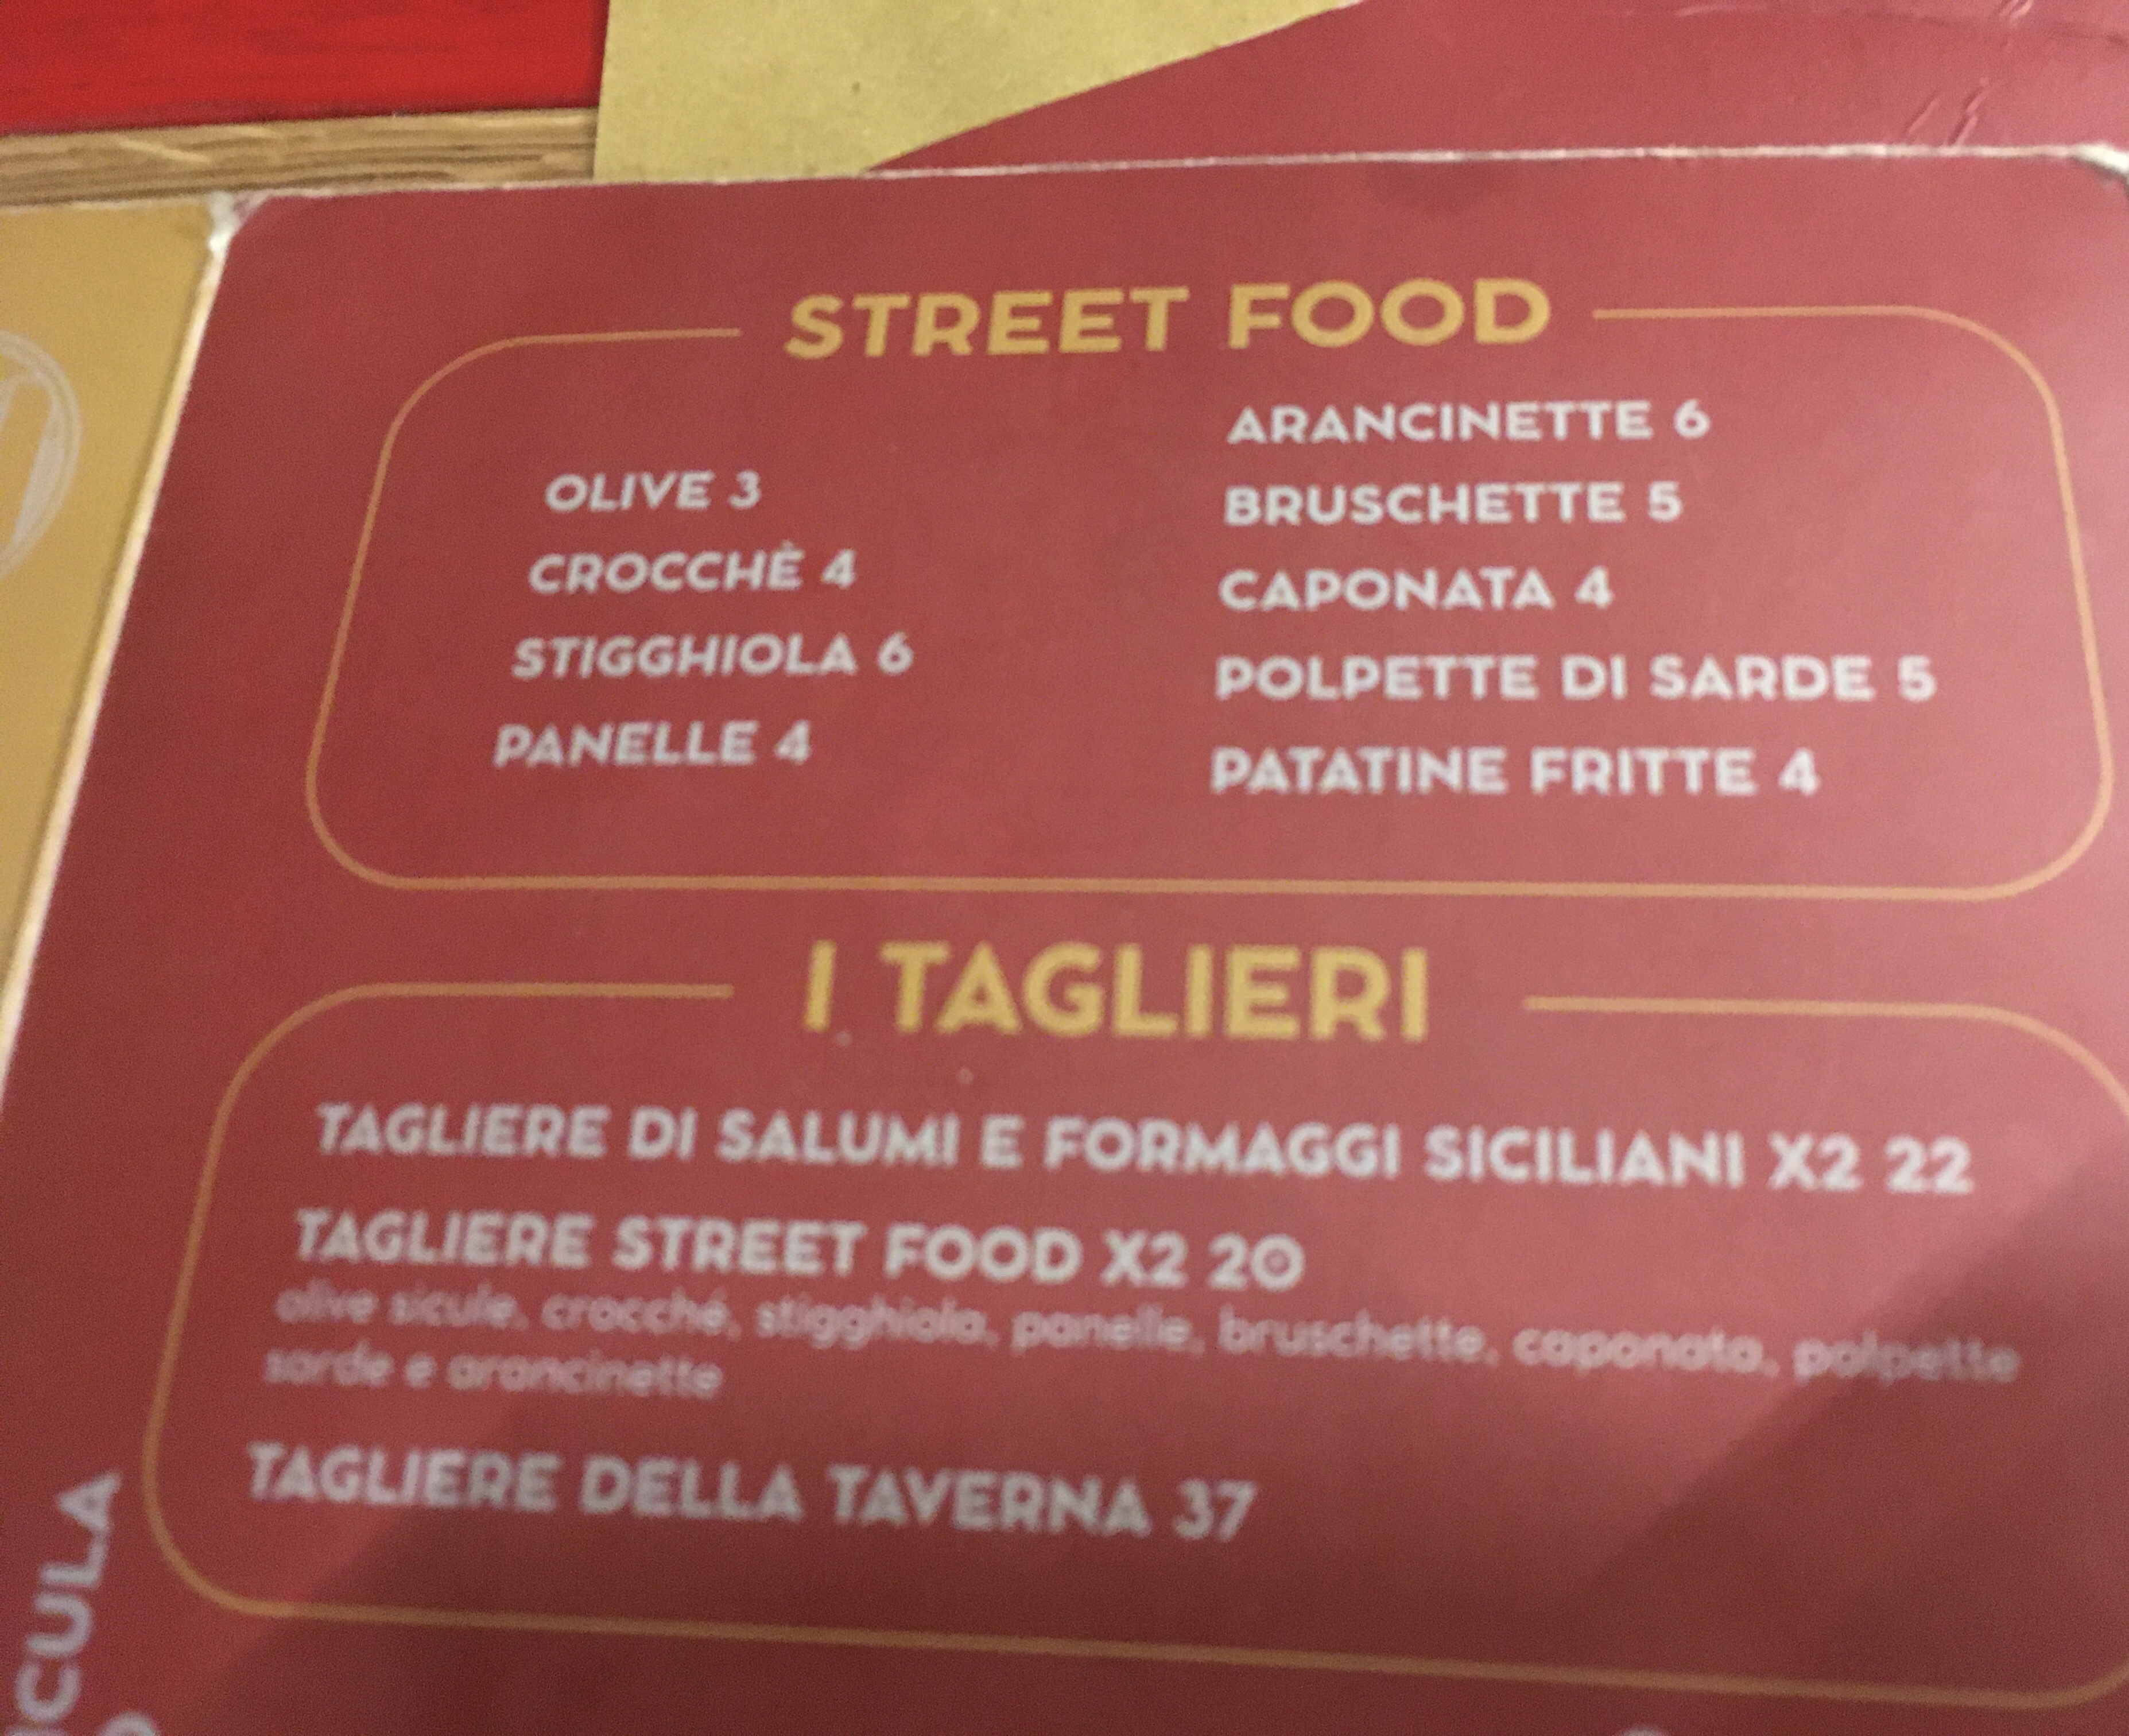 STREET FOOD
OLIVE 3
CROCCHÈ 4
STIGGHIOLA 6
PANELLE 4
ARANCINETTE 6
BRUSCHETTE 5
CAPONATA 4
POLPETTE DI SARDE 5
PATATINE FRITTE 4
I TAGLIERI
TAGLIERE DI SALUMI E FORMAGGI SICILIANI X2 22
TAGLIERE STREET FOOD X2 20
olive sicule, crocché, stigghiola, panelle, bruschette, caponata, polpette
sarde e arancinette
TAGLIERE DELLA TAVERNA 37